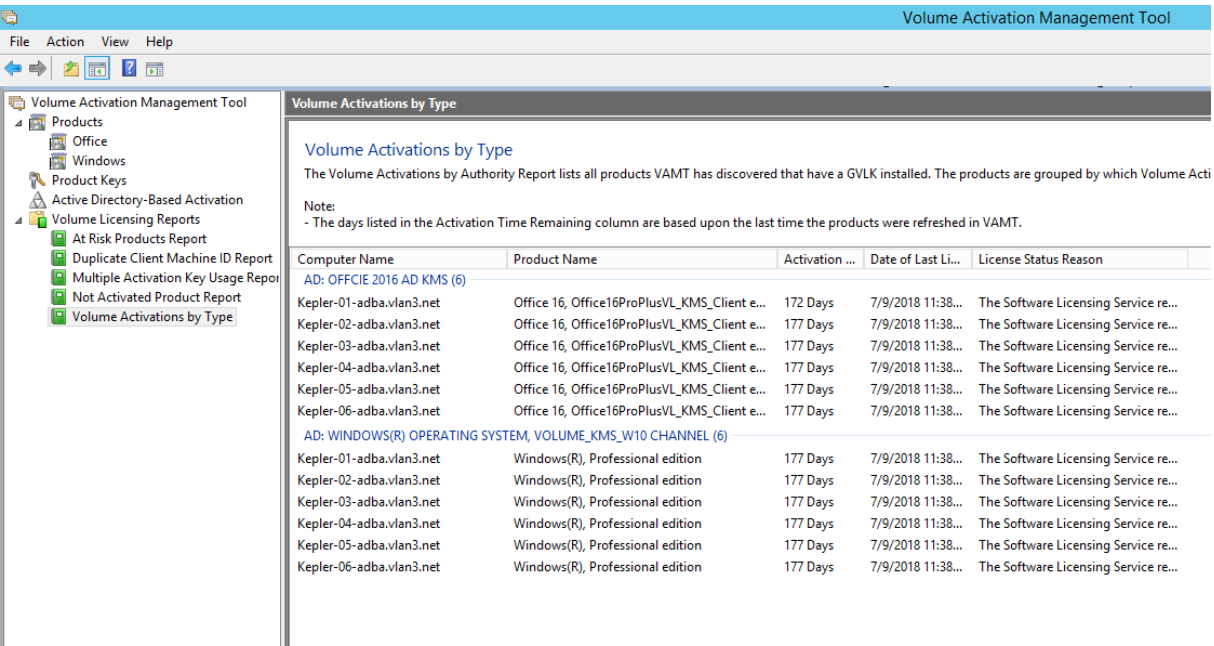 Volume Activation Management Tool
File Action View Help
Volume Activation Management Tool
Products
Office
Windows
Product Keys
Active Directory-Based Activation
Volume Licensing Reports
At Risk Products Report
Duplicate Client Machine ID Report
Multiple Activation Key Usage Repor
Not Activated Product Report
Volume Activations by Type
Volume Activations by Type
Volume Activations by Type
The Volume Activations by Authority Report lists all products VAMT has discovered that have a GVLK installed. The products are grouped by which Volume Acti
Note:
- The days listed in the Activation Time Remaining column are based upon the last time the products were refreshed in VAMT.
Computer Name Product Name Activation ... Date of Last Li... License Status Reason
AD: OFFCIE 2016 AD KMS (6)
Kepler-01-adba.vlan3.net Office 16, Office16ProPlusVL_KMS_Client e... 172 Days 7/9/2018 11:38... The Software Licensing Service re...
Kepler-02-adba.vlan3.net Office 16, Office16ProPlusVL_KMS_Client e... 177 Days 7/9/2018 11:38... The Software Licensing Service re...
Kepler-03-adba.vlan3.net Office 16, Office16ProPlusVL_KMS_Client e... 177 Days 7/9/2018 11:38... The Software Licensing Service re...
Kepler-04-adba.vlan3.net Office 16, Office16ProPlusVL_KMS_Client e... 177 Days 7/9/2018 11:38... The Software Licensing Service re...
Kepler-05-adba.vlan3.net Office 16, Office16ProPlusVL_KMS_Client e... 177 Days 7/9/2018 11:38... The Software Licensing Service re...
Kepler-06-adba.vlan3.net Office 16, Office16ProPlusVL_KMS_Client e... 177 Days 7/9/2018 11:38... The Software Licensing Service re...
AD: WINDOWS(R) OPERATING SYSTEM, VOLUME_KMS_W10 CHANNEL (6)
Kepler-01-adba.vlan3.net Windows(R), Professional edition 177 Days 7/9/2018 11:38... The Software Licensing Service re...
Kepler-02-adba.vlan3.net Windows(R), Professional edition 177 Days 7/9/2018 11:38... The Software Licensing Service re...
Kepler-03-adba.vlan3.net Windows(R), Professional edition 177 Days 7/9/2018 11:38... The Software Licensing Service re...
Kepler-04-adba.vlan3.net Windows(R), Professional edition 177 Days 7/9/2018 11:38... The Software Licensing Service re...
Kepler-05-adba.vlan3.net Windows(R), Professional edition 177 Days 7/9/2018 11:38... The Software Licensing Service re...
Kepler-06-adba.vlan3.net Windows(R), Professional edition 177 Days 7/9/2018 11:38... The Software Licensing Service re...